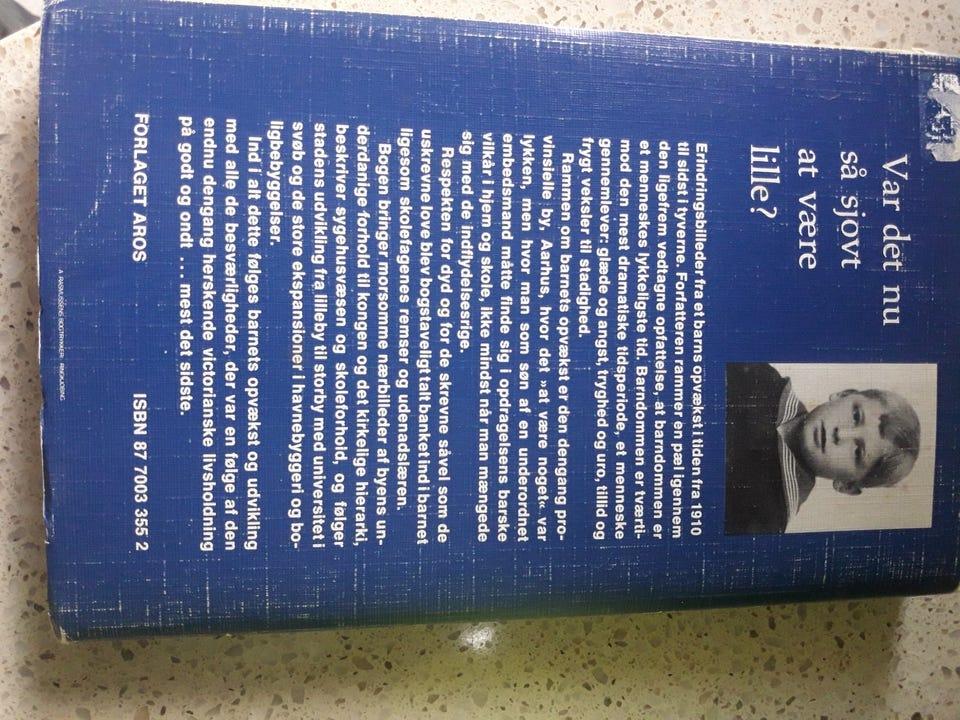 Var det nu
så sjovt
at være
lille?
Erindringsbilleder fra et barns opvækst i tiden fra 1910
til sidst i tyverne. Forfatteren rammer en pæl igennem
den ligefrem vedtagne opfattelse, at barndommen er
et menneskes lykkeligste tid. Barndommen er tværti-
mod den mest dramatiske tidsperiode, et menneske
gennemlever: glæde og angst, tryghed og uro, tillid og
frygt veksler til stadighed.
Rammen om barnets opvækst er den dengang pro-
vinsielle by, Aarhus, hvor det »at være noget« var
lykken, men hvor man som søn af en underordnet
embedsmand måtte finde sig i opdragelsens barske
vilkår i hjem og skole, ikke mindst når man mængede
sig med de indflydelsesrige.
Respekten for dyd og for de skrevne såvel som de
uskrevne love blev bogstaveligt talt banket ind i barnet
ligesom skolefagenes remser og udenadslæren.
Bogen bringer morsomme nærbilleder af byens un-
derdanige forhold til kongen og det kirkelige hierarki,
beskriver sygehusvæsen og skoleforhold, og følger
stadens udvikling fra lilleby til storby med universitet i
svøb og de store ekspansioner i havnebyggeri og bo-
ligbebyggelser.
Ind i alt dette følges barnets opvækst og udvikling
med alle de besværligheder, der var en følge af den
endnu dengang herskende victorianske livsholdning
på godt og ondt ... mest det sidste.
FORLAGET AROS
ISBN 87 7003 355 2
A. RASMUSSENS BOGTRYKKERI · RINGKJØBING